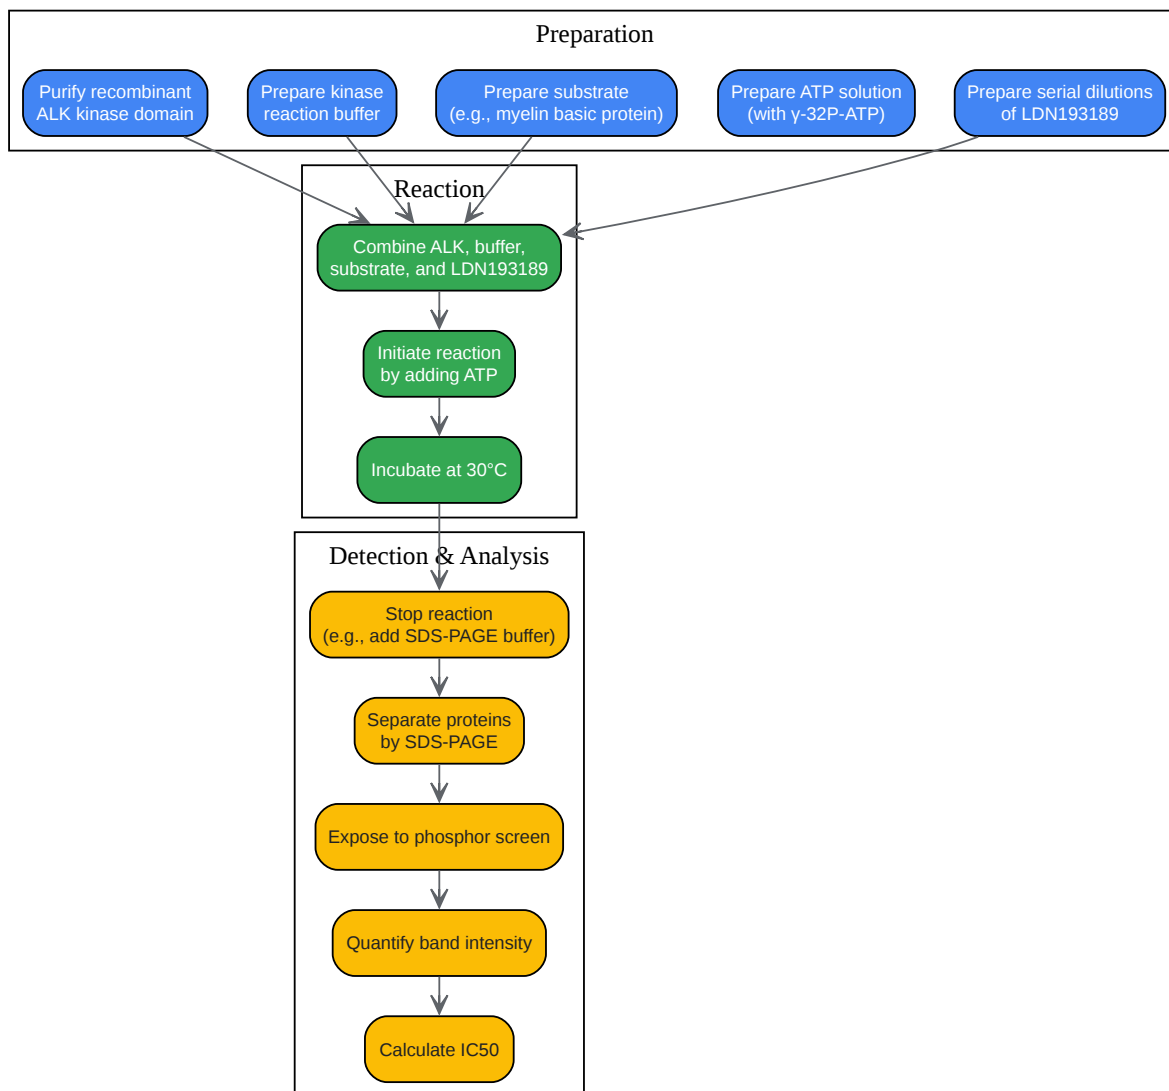 Preparation
Purify recombinant
ALK kinase domain
Prepare kinase
reaction buffer
Prepare substrate
(e.g., myelin basic protein)
Prepare ATP solution
(with γ-32P-ATP)
Prepare serial dilutions
of LDN193189
Reaction
Combine ALK, buffer,
substrate, and LDN193189
Initiate reaction
by adding ATP
Incubate at 30°C
Detection & Analysis
Stop reaction
(e.g., add SDS-PAGE buffer)
Separate proteins
by SDS-PAGE
Expose to phosphor screen
Quantify band intensity
Calculate IC50